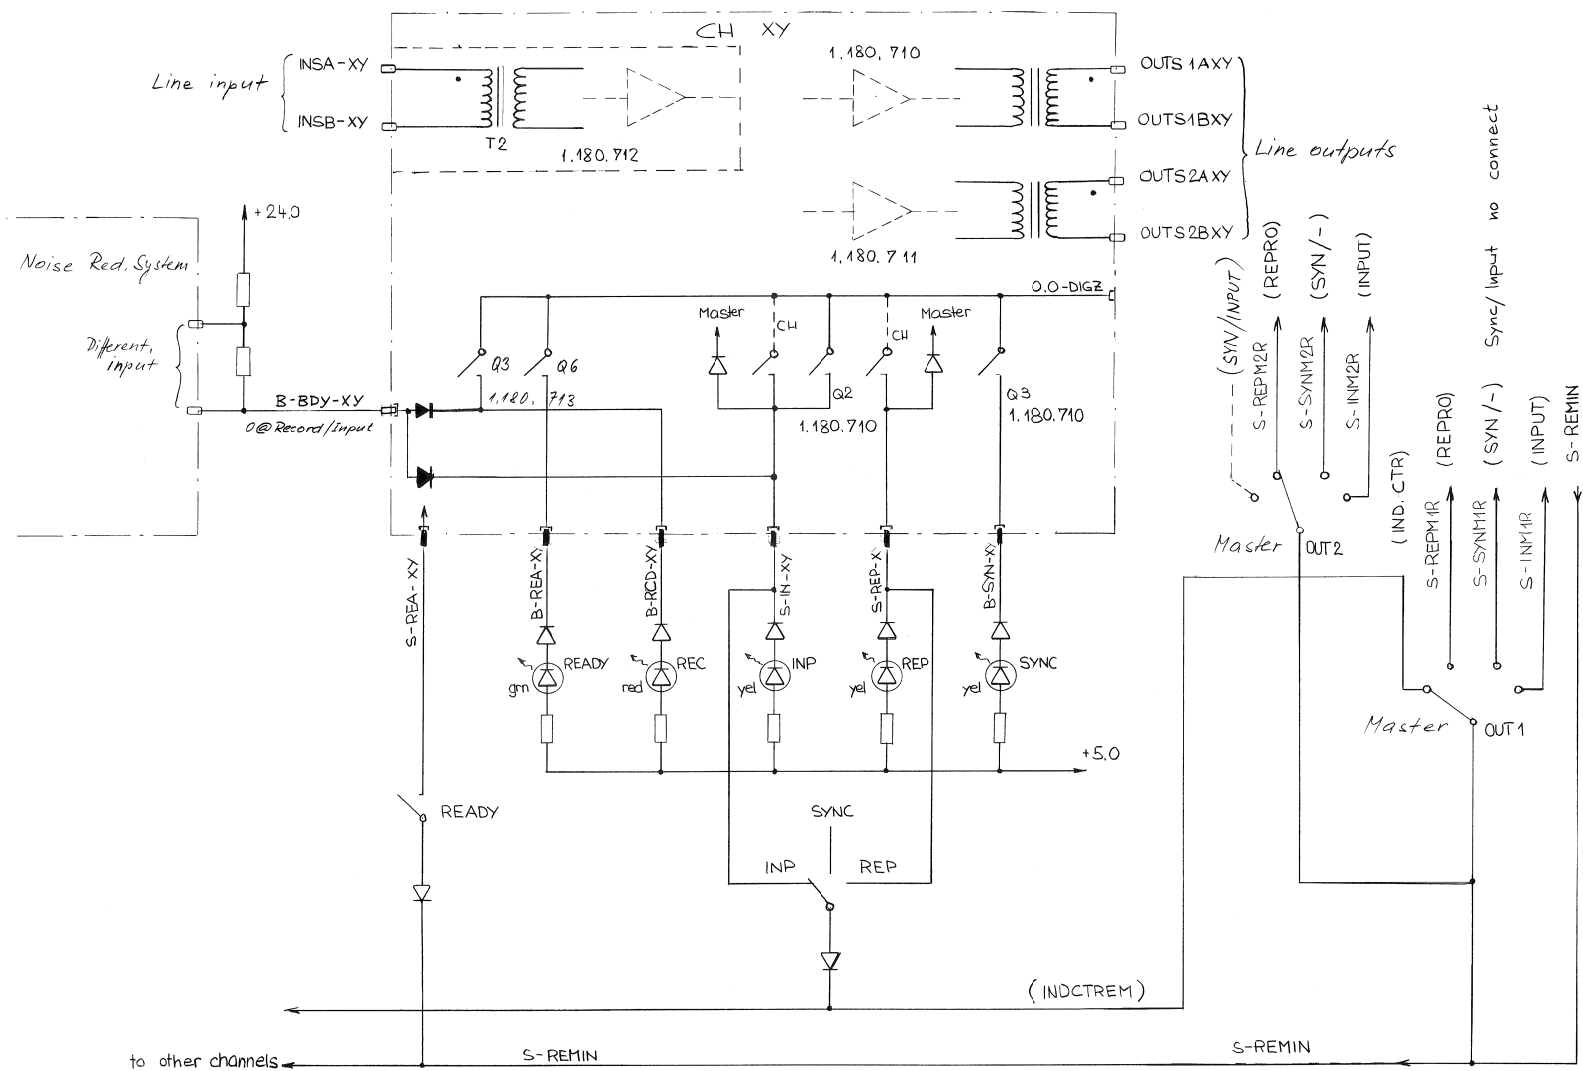 CH XY
Line input
INSA-XY
INSB-XY
T2
1.180.712
1.180.710
1.180.711
OUTS1AXY
OUTS1BXY
OUTS2AXY
OUTS2BXY
Line outputs
+24,0
Noise Red. System
Different. input
B-BDY-XY
0@Record/Input
0,0-DIGZ
Q3
Q6
1,180,713
Master
CH
Q2
1.180.710
CH
Master
Q3
1.180.710
S-REA-XY
B-REA-XY
B-RCD-XY
S-IN-XY
S-REP-XY
B-SYN-XY
READY
grn
REC
red
INP
yel
REP
yel
SYNC
yel
+5,0
READY
SYNC
INP
REP
(SYN/INPUT)
(REPRO)
S-REPM2R
(SYN/-)
S-SYNM2R
(INPUT)
S-INM2R
Master
OUT2
Sync/Input no connect
(IND.CTR)
(REPRO)
S-REPM1R
(SYN/-)
S-SYNM1R
(INPUT)
S-INM1R
S-REMIN
Master
OUT1
(INDCTREM)
to other channels
S-REMIN
S-REMIN